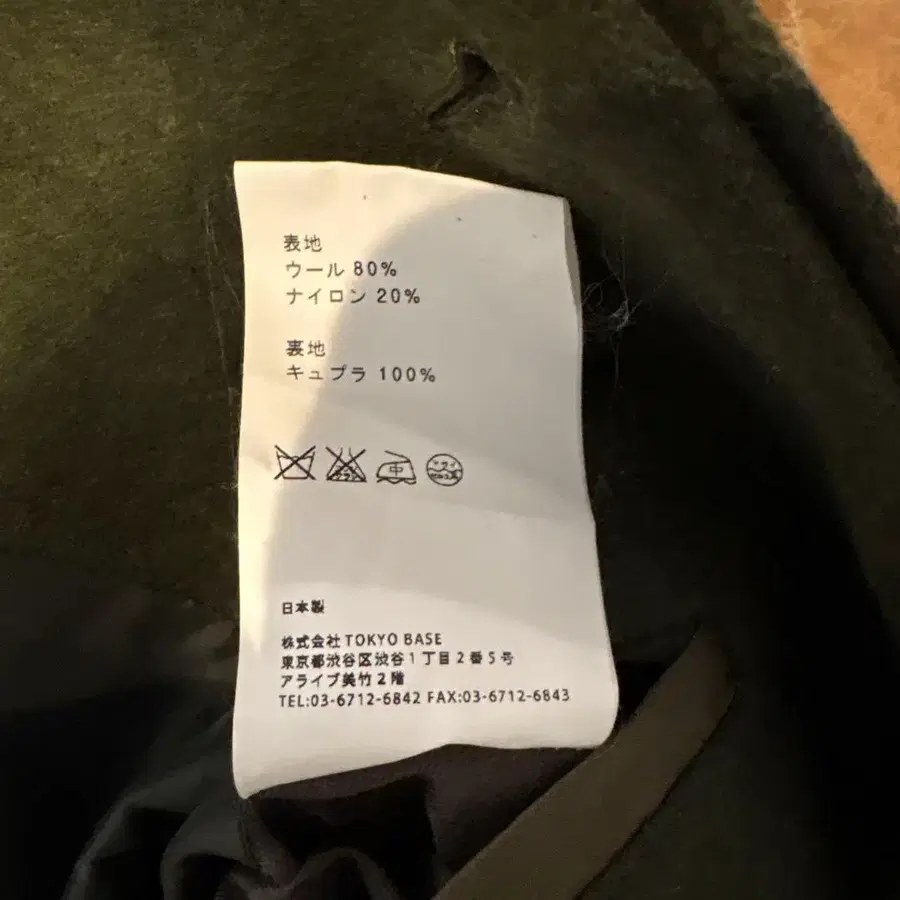 表地
ウール 80%
ナイロン 20%
裏地
キュプラ 100%
中
日本製
株式会社 TOKYO BASE
東京都渋谷区渋谷1丁目2番5号
アライブ美竹2階
TEL:03-6712-6842 FAX:03-6712-6843